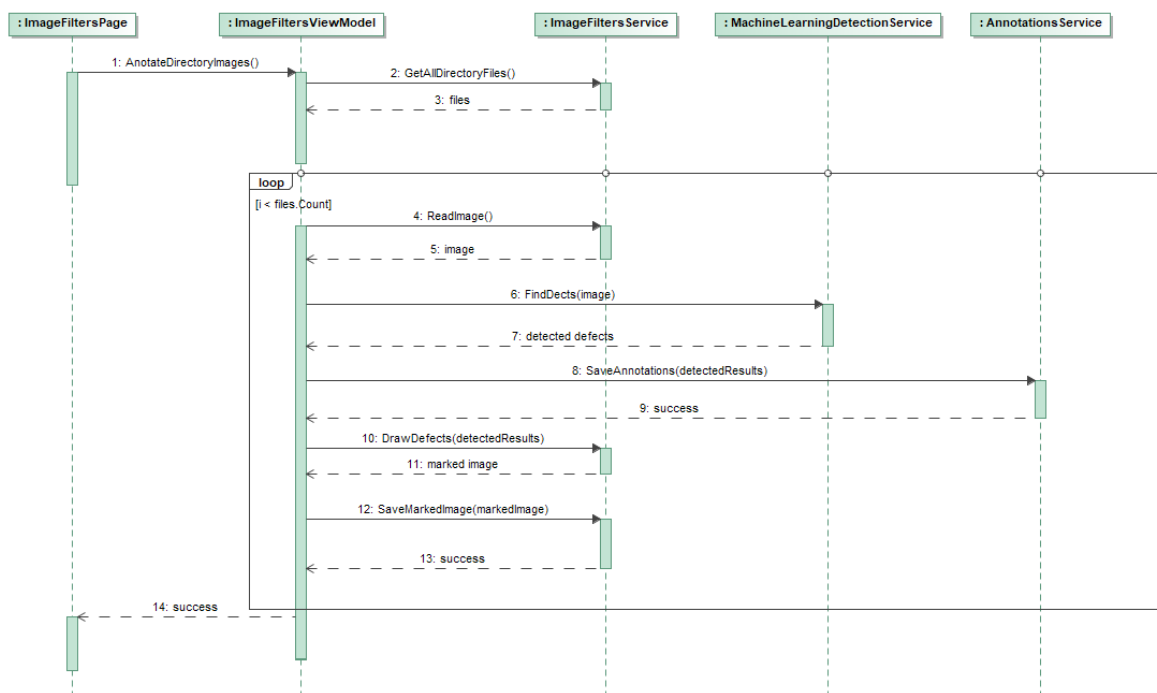 : ImageFiltersPage
: ImageFiltersViewModel
: ImageFiltersService
: MachineLearningDetectionService
: AnnotationsService
1: AnotateDirectoryImages()
2: GetAllDirectoryFiles()
3: files
loop
[i < files.Count]
4: ReadImage()
5: image
6: FindDects(image)
7: detected defects
8: SaveAnnotations(detectedResults)
9: success
10: DrawDefects(detectedResults)
11: marked image
12: SaveMarkedImage(markedImage)
13: success
14: success